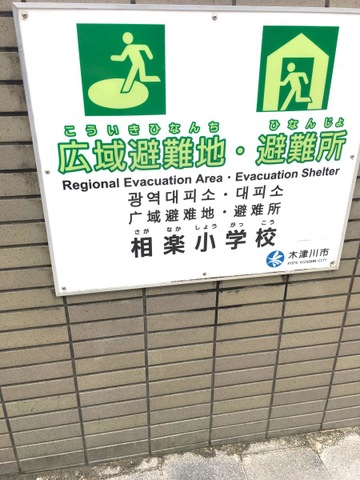 こういきひなんち ひなんじょ
広域避難地・避難所
Regional Evacuation Area・Evacuation Shelter
광역대피소・대피소
广域避难地・避难所
さが なか しょう がっ こう
相楽小学校
木津川市
KYOTO KIZUGAWA-CITY